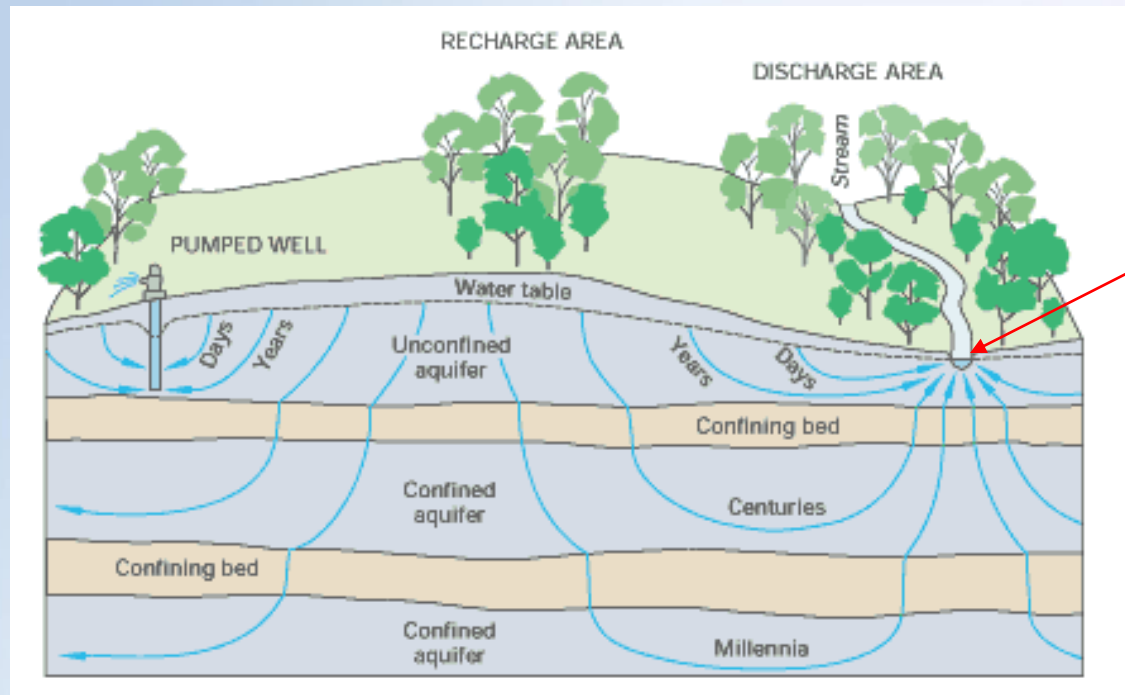 RECHARGE AREA
DISCHARGE AREA
Stream
PUMPED WELL
Water table
Days
Years
Unconfined
aquifer
Years
Days
Confining bed
Confined
aquifer
Centuries
Confining bed
Confined
aquifer
Millennia